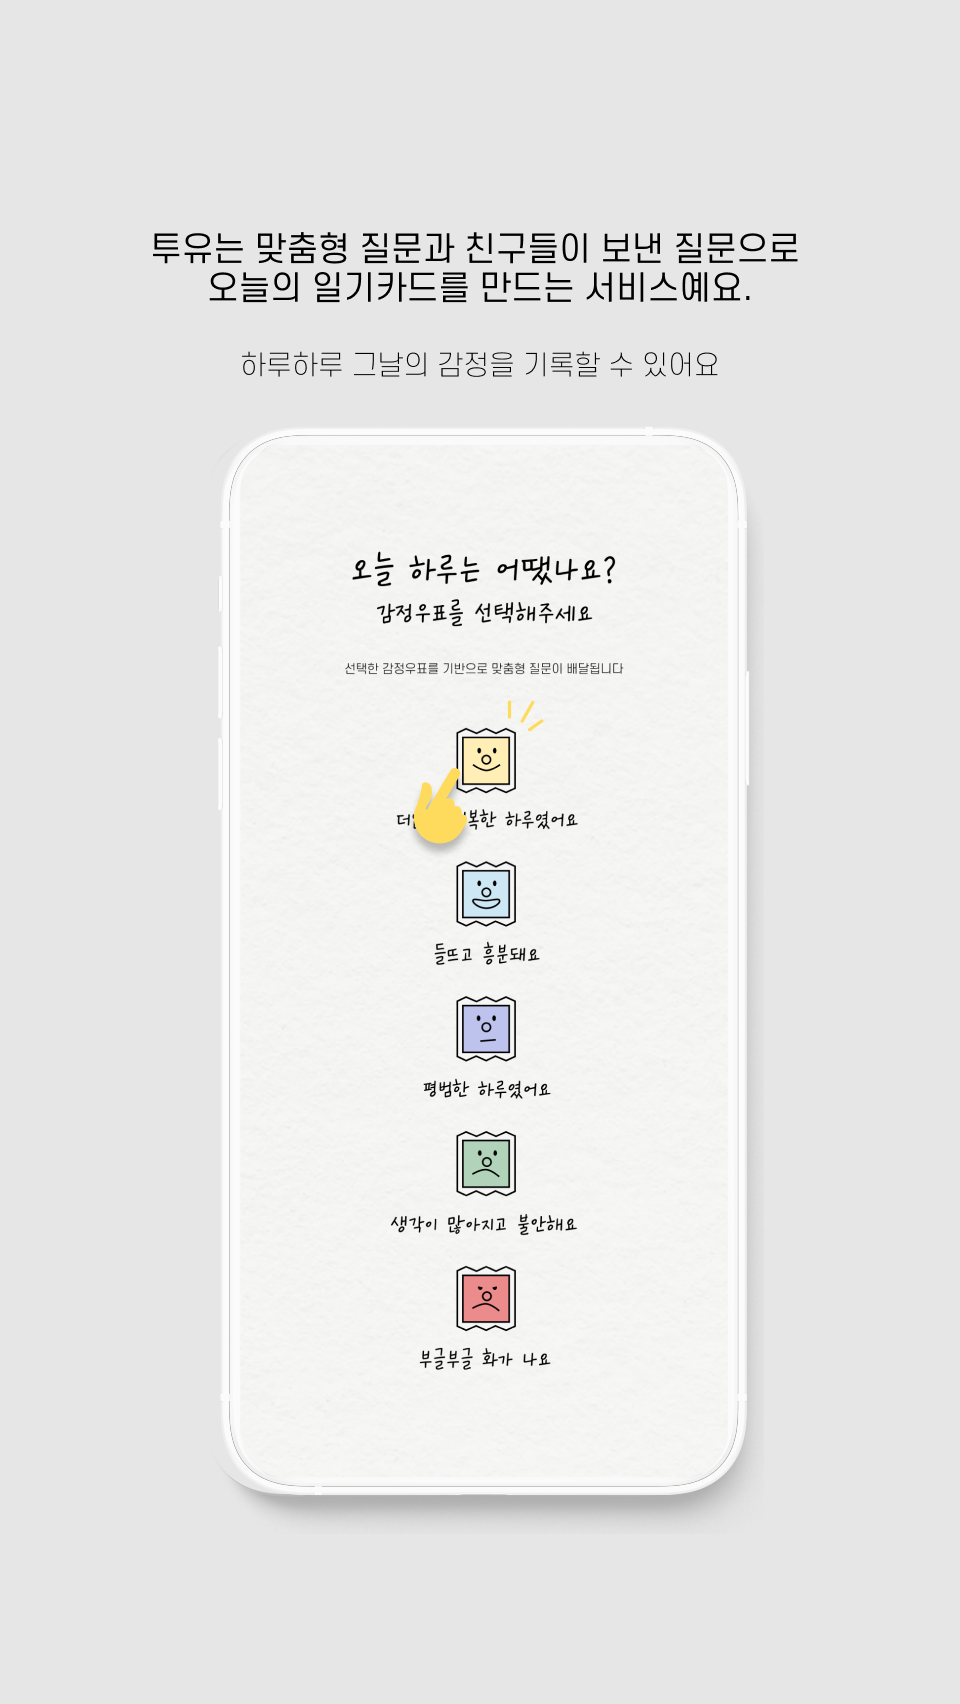 투유는 맞춤형 질문과 친구들이 보낸 질문으로
오늘의 일기카드를 만드는 서비스예요.
하루하루 그날의 감정을 기록할 수 있어요
오늘 하루는 어땠나요?
감정우표를 선택해주세요
선택한 감정우표를 기반으로 맞춤형 질문이 배달됩니다
하루였어요
들뜨고 흥분돼요
평범한 하루였어요
생각이 많아지고 불안해요
부글부글 화가 나요